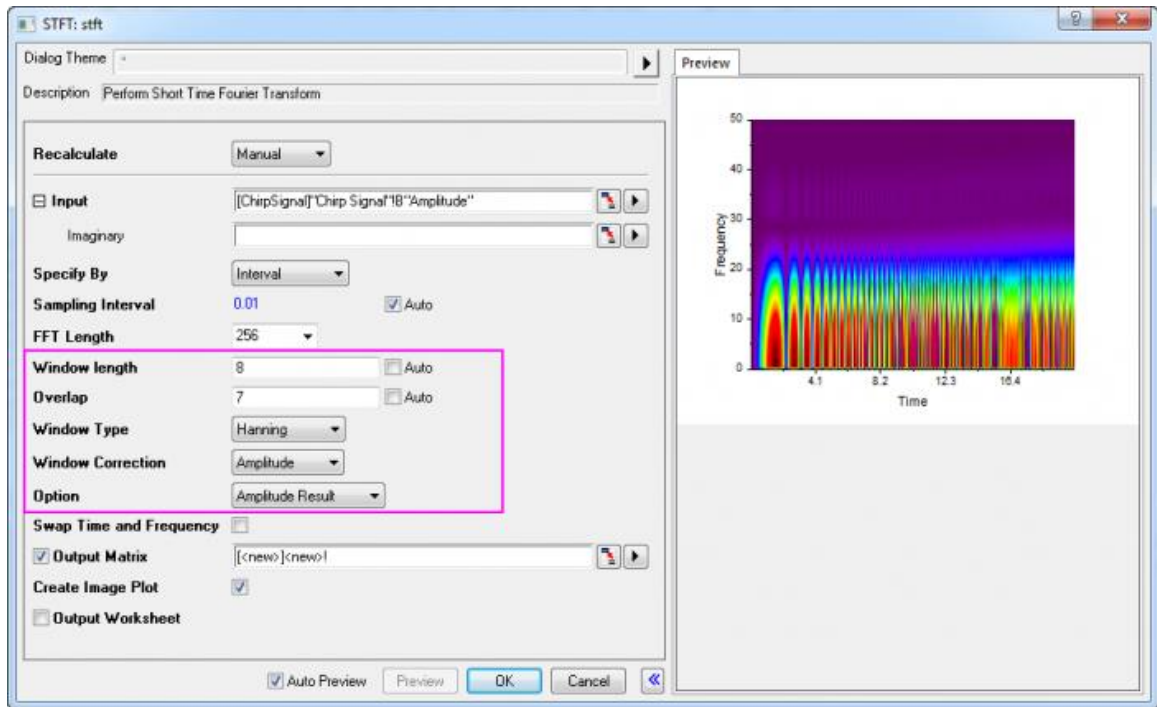 STFT: stft
Dialog Theme *
Description Perform Short Time Fourier Transform
Recalculate Manual
Input [ChirpSignal]"Chirp Signal"!B"Amplitude"
Imaginary
Specify By Interval
Sampling Interval 0.01 Auto
FFT Length 256
Window length 8 Auto
Overlap 7 Auto
Window Type Hanning
Window Correction Amplitude
Option Amplitude Result
Swap Time and Frequency
Output Matrix [<new>]<new>!
Create Image Plot
Output Worksheet
Auto Preview Preview OK Cancel
Preview
50
40
30
20
10
0
Frequency
4.1 8.2 12.3 16.4
Time